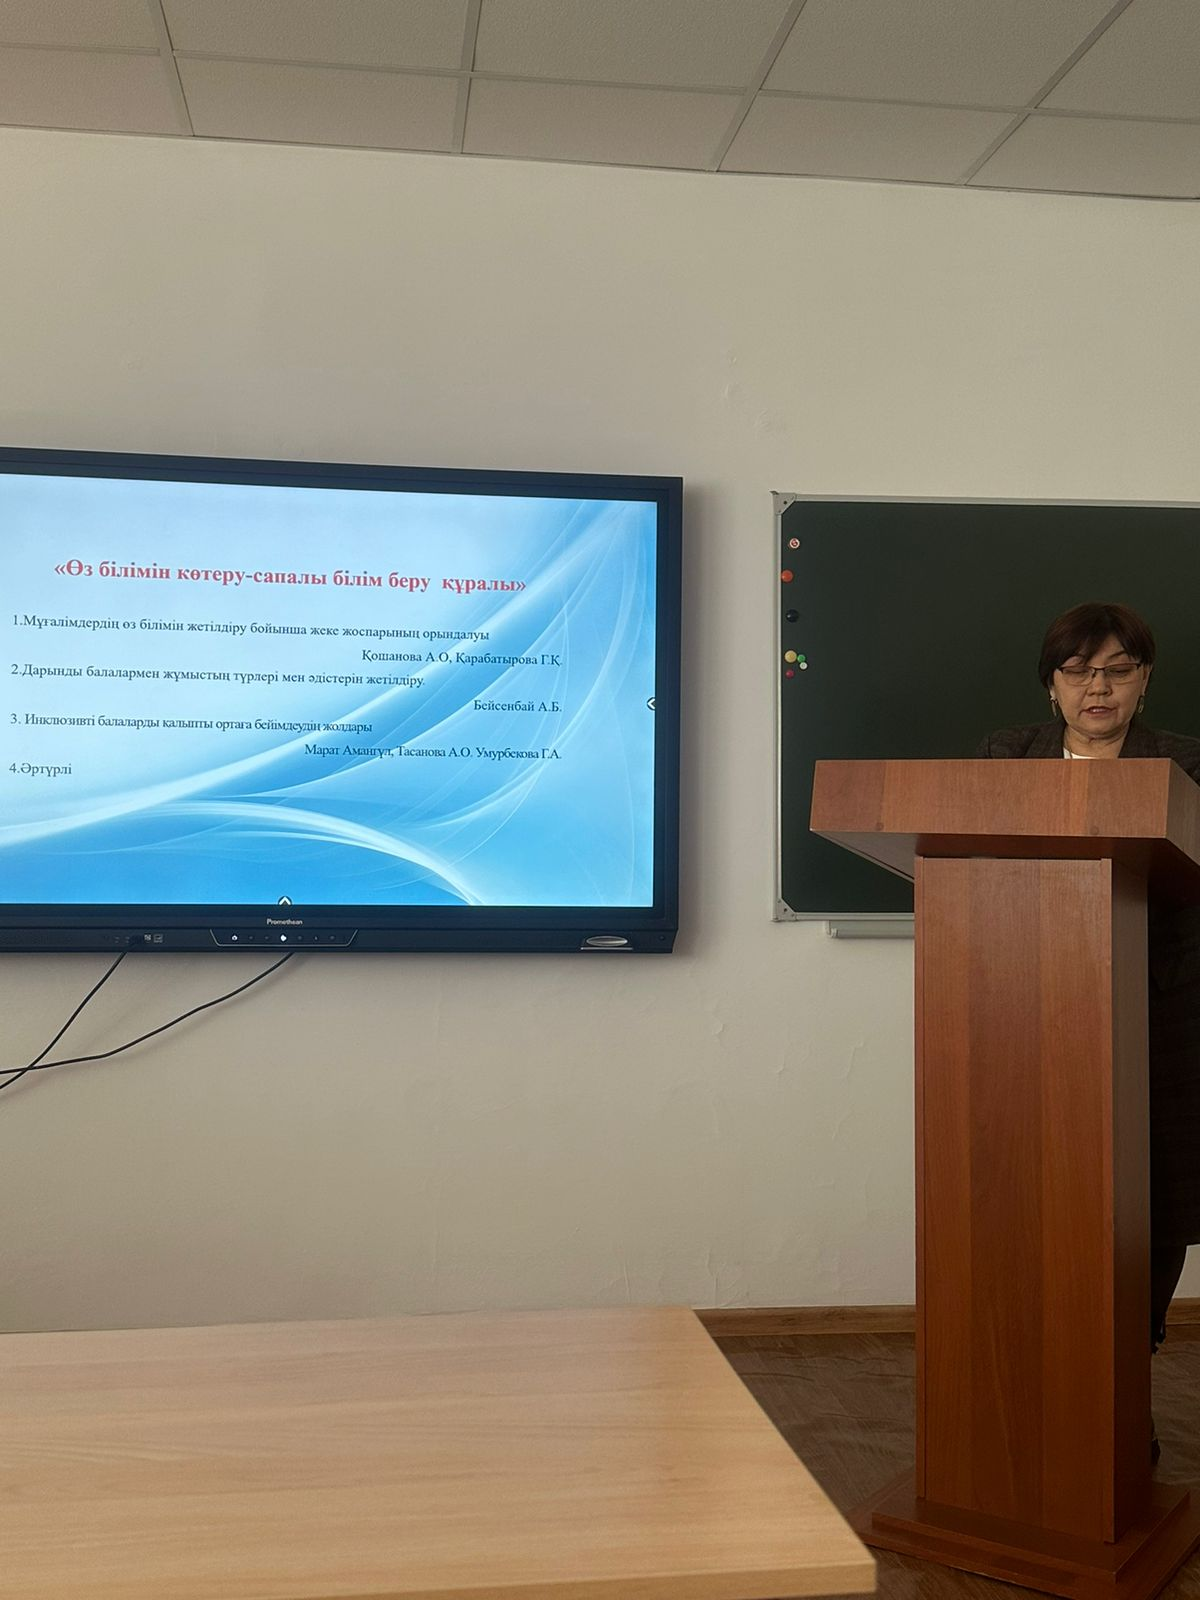 «Өз білімін көтеру-сапалы білім беру құралы»
1.Мұғалімдердің өз білімін жетілдіру бойынша жеке жоспарының орындалуы
Қошанова А.О, Қарабатырова Г.Қ.
2.Дарынды балалармен жұмыстың түрлері мен әдістерін жетілдіру.
Бейсенбай А.Б.
3. Инклюзивті балаларды қалыпты ортаға бейімдеудің жолдары
Марат Амангүл, Тасанова А.О. Умурбекова Г.А.
4.Әртүрлі
Promethean